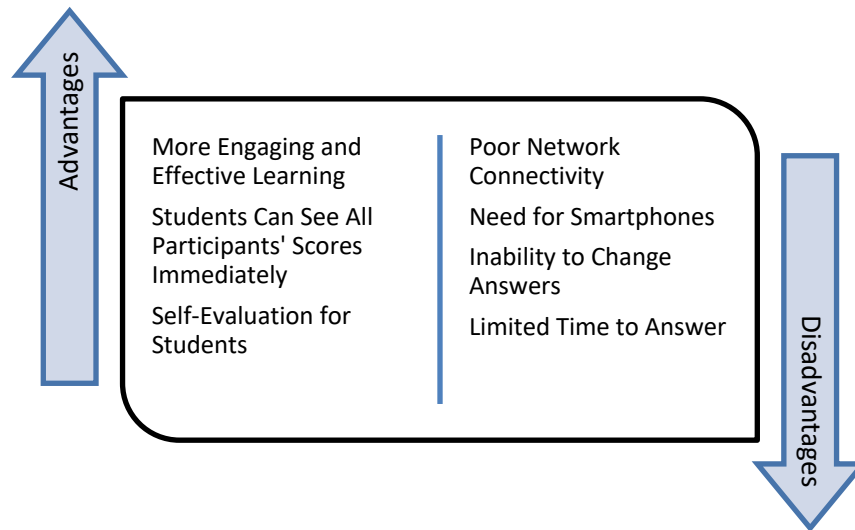 Advantages
More Engaging and
Effective Learning
Students Can See All
Participants' Scores
Immediately
Self-Evaluation for
Students
Poor Network
Connectivity
Need for Smartphones
Inability to Change
Answers
Limited Time to Answer
Disadvantages